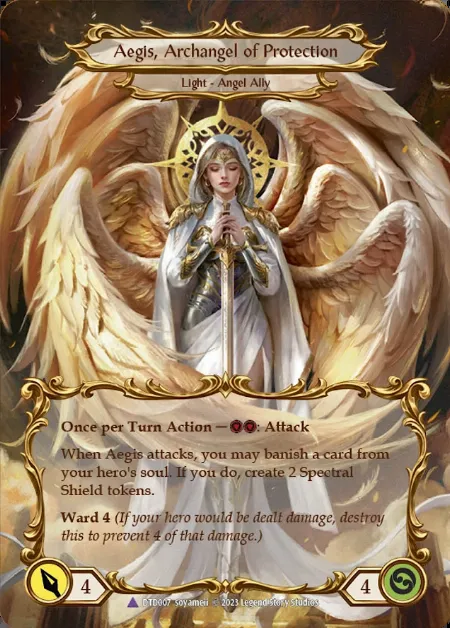 Aegis, Archangel of Protection
Light - Angel Ally
Once per Turn Action — : Attack
When Aegis attacks, you may banish a card from
your hero's soul. If you do, create 2 Spectral
Shield tokens.
Ward 4 (If your hero would be dealt damage, destroy
this to prevent 4 of that damage.)
4
4
DTD007 soyameii © 2023 Legend Story Studios